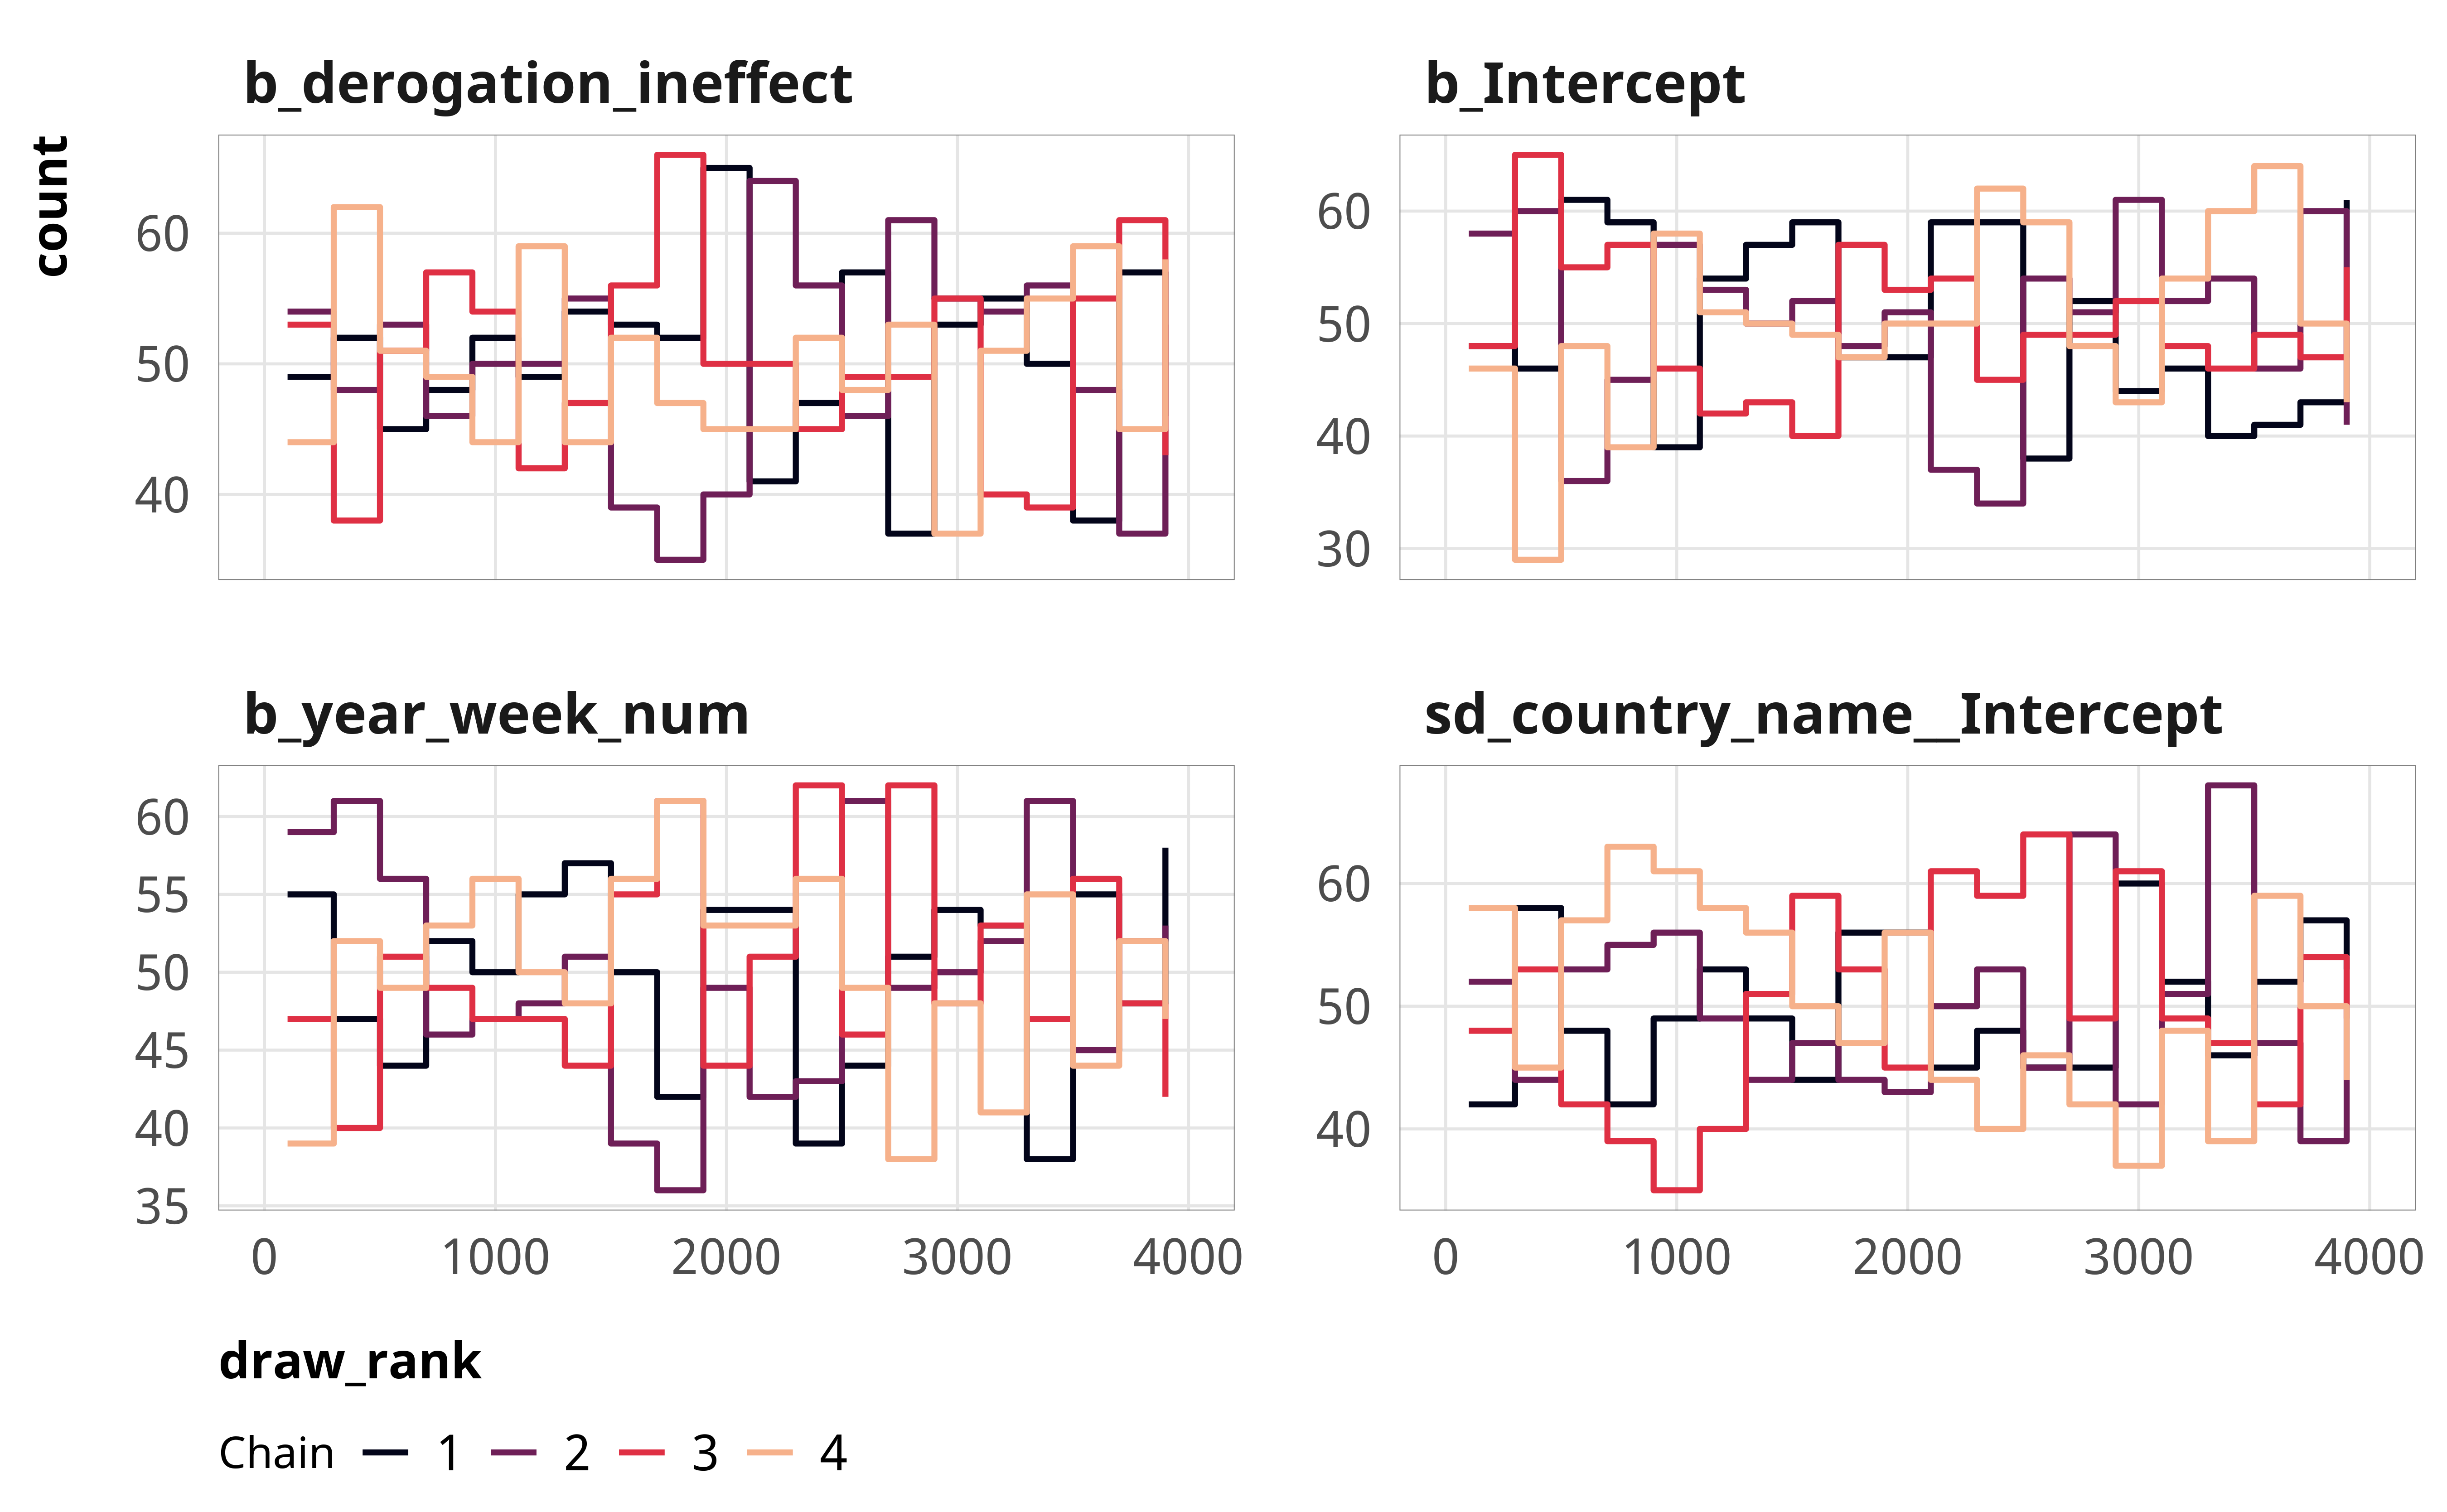 b_derogation_ineffect
b_Intercept
count
60
50
40
60
50
40
30
b_year_week_num
sd_country_name__Intercept
60
55
50
45
40
35
60
50
40
0 1000 2000 3000 4000
0 1000 2000 3000 4000
draw_rank
Chain 1 2 3 4